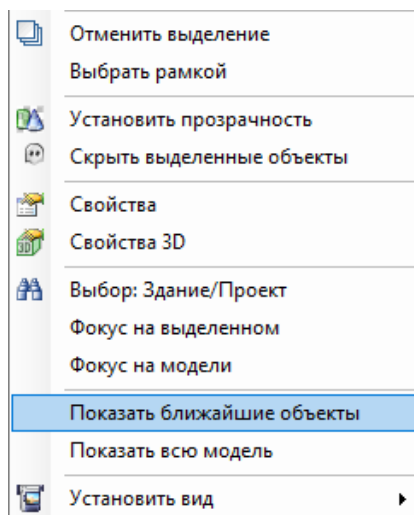 Отменить выделение
Выбрать рамкой
Установить прозрачность
Скрыть выделенные объекты
Свойства
Свойства 3D
Выбор: Здание/Проект
Фокус на выделенном
Фокус на модели
Показать ближайшие объекты
Показать всю модель
Установить вид